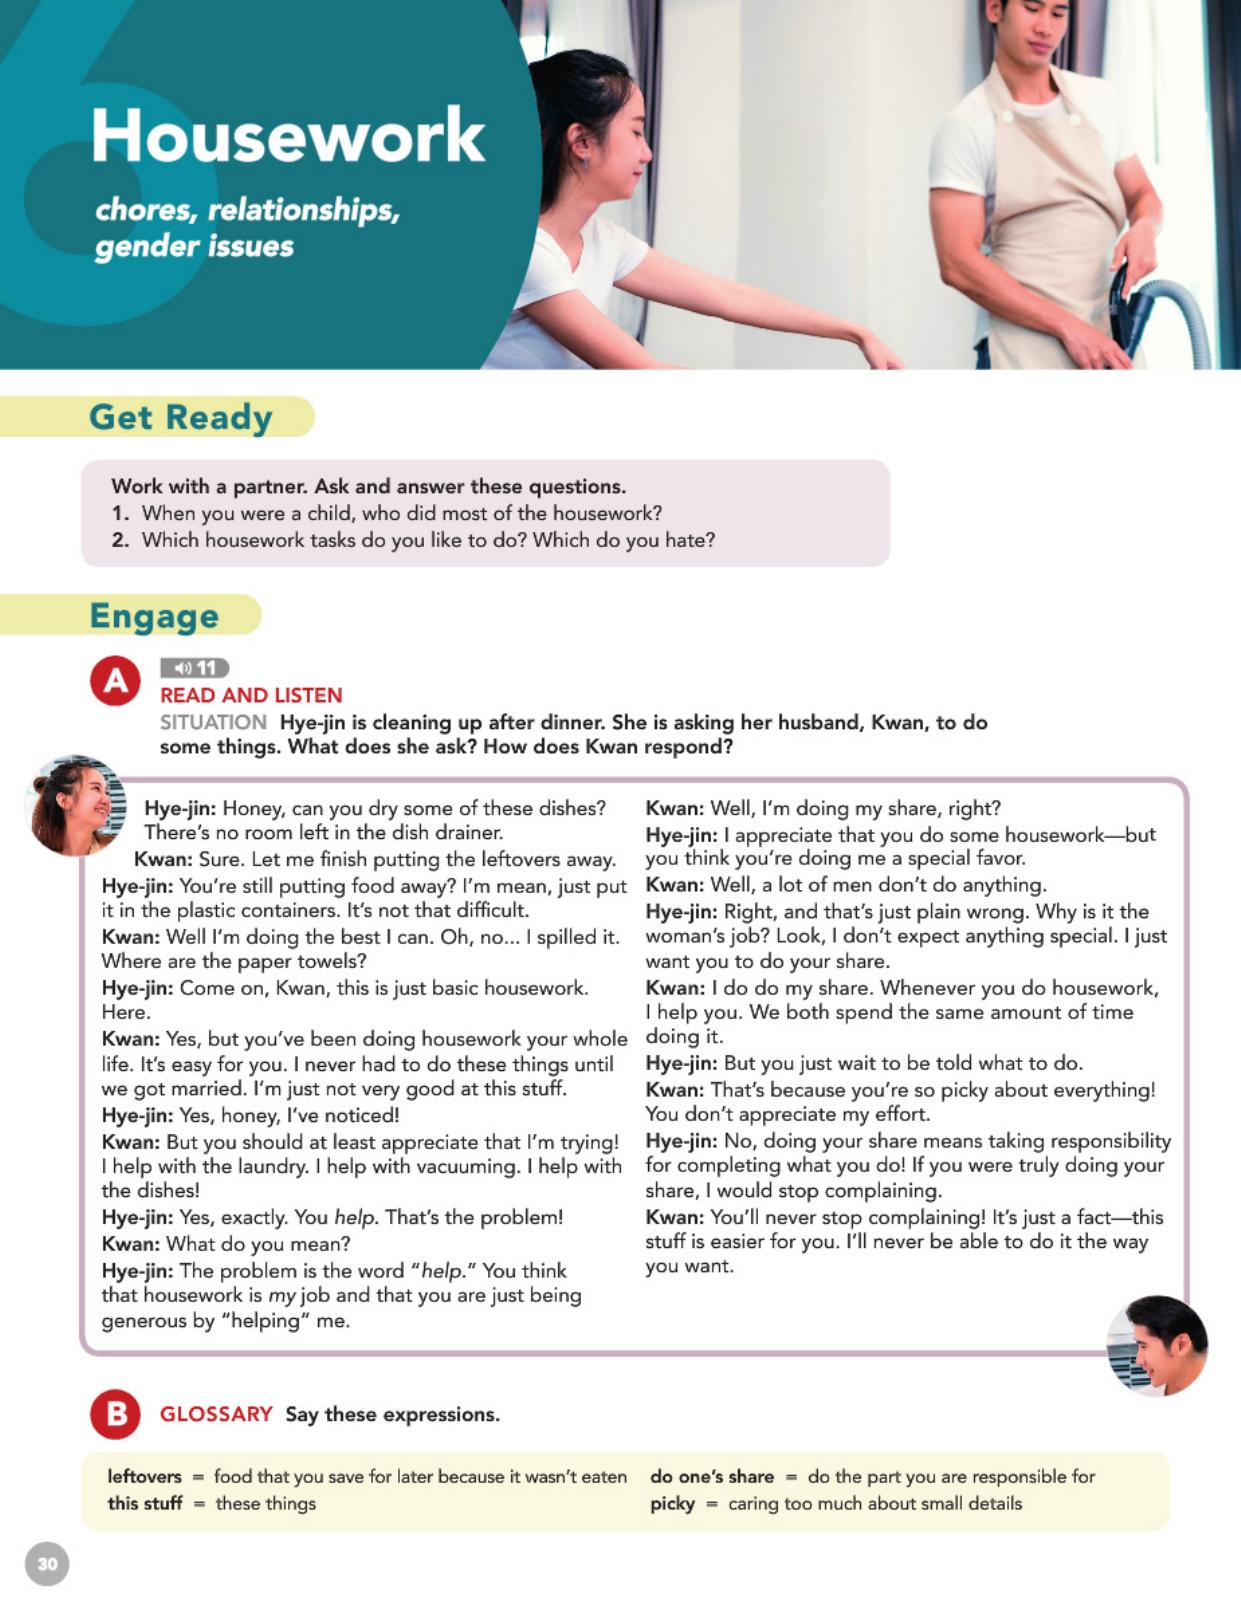 6
Housework
chores, relationships,
gender issues
Get Ready
Work with a partner. Ask and answer these questions.
1. When you were a child, who did most of the housework?
2. Which housework tasks do you like to do? Which do you hate?
Engage
A
11
READ AND LISTEN
SITUATION Hye-jin is cleaning up after dinner. She is asking her husband, Kwan, to do
some things. What does she ask? How does Kwan respond?
Hye-jin: Honey, can you dry some of these dishes?
There's no room left in the dish drainer.
Kwan: Sure. Let me finish putting the leftovers away.
Hye-jin: You're still putting food away? I'm mean, just put
it in the plastic containers. It's not that difficult.
Kwan: Well I'm doing the best I can. Oh, no... I spilled it.
Where are the paper towels?
Hye-jin: Come on, Kwan, this is just basic housework.
Here.
Kwan: Yes, but you've been doing housework your whole
life. It's easy for you. I never had to do these things until
we got married. I'm just not very good at this stuff.
Hye-jin: Yes, honey, I've noticed!
Kwan: But you should at least appreciate that I'm trying!
I help with the laundry. I help with vacuuming. I help with
the dishes!
Hye-jin: Yes, exactly. You help. That's the problem!
Kwan: What do you mean?
Hye-jin: The problem is the word "help." You think
that housework is my job and that you are just being
generous by "helping" me.
Kwan: Well, I'm doing my share, right?
Hye-jin: I appreciate that you do some housework—but
you think you're doing me a special favor.
Kwan: Well, a lot of men don't do anything.
Hye-jin: Right, and that's just plain wrong. Why is it the
woman's job? Look, I don't expect anything special. I just
want you to do your share.
Kwan: I do do my share. Whenever you do housework,
I help you. We both spend the same amount of time
doing it.
Hye-jin: But you just wait to be told what to do.
Kwan: That's because you're so picky about everything!
You don't appreciate my effort.
Hye-jin: No, doing your share means taking responsibility
for completing what you do! If you were truly doing your
share, I would stop complaining.
Kwan: You'll never stop complaining! It's just a fact—this
stuff is easier for you. I'll never be able to do it the way
you want.
B
GLOSSARY Say these expressions.
leftovers = food that you save for later because it wasn't eaten
this stuff = these things
do one's share = do the part you are responsible for
picky = caring too much about small details
30